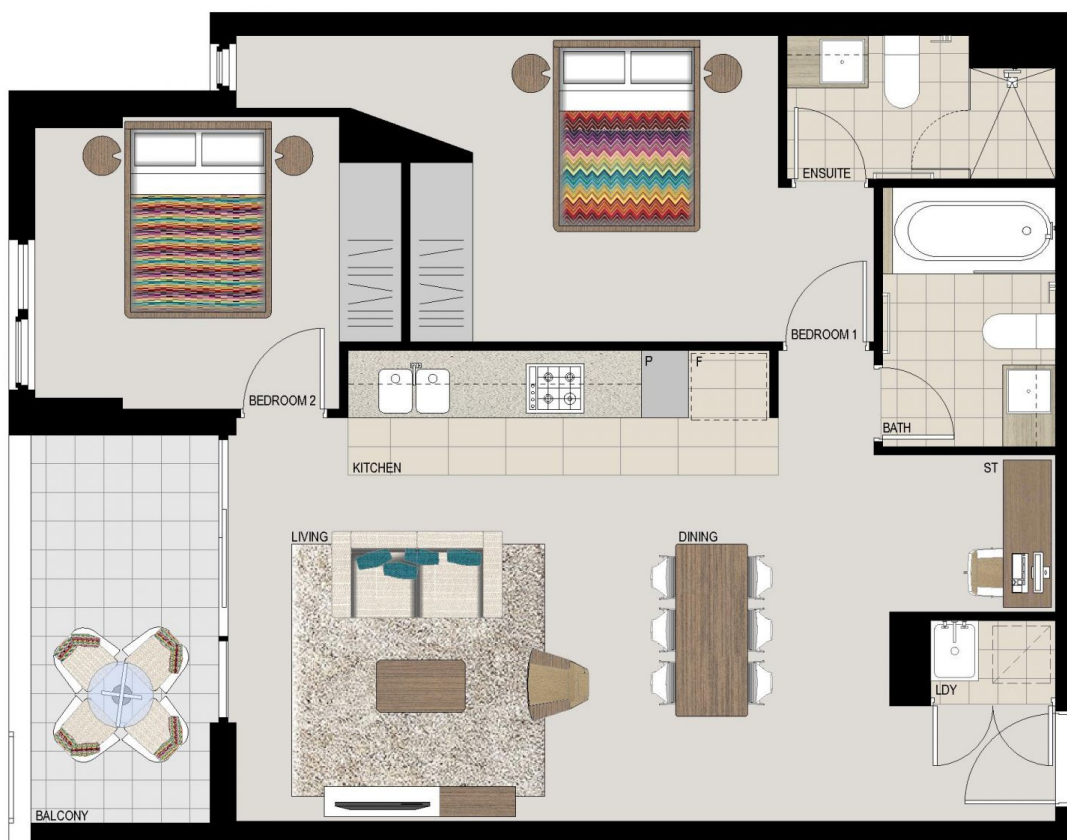 ENSUITE
BEDROOM 1
P
F
BEDROOM 2
BATH
KITCHEN
ST
LIVING
DINING
LDY
BALCONY